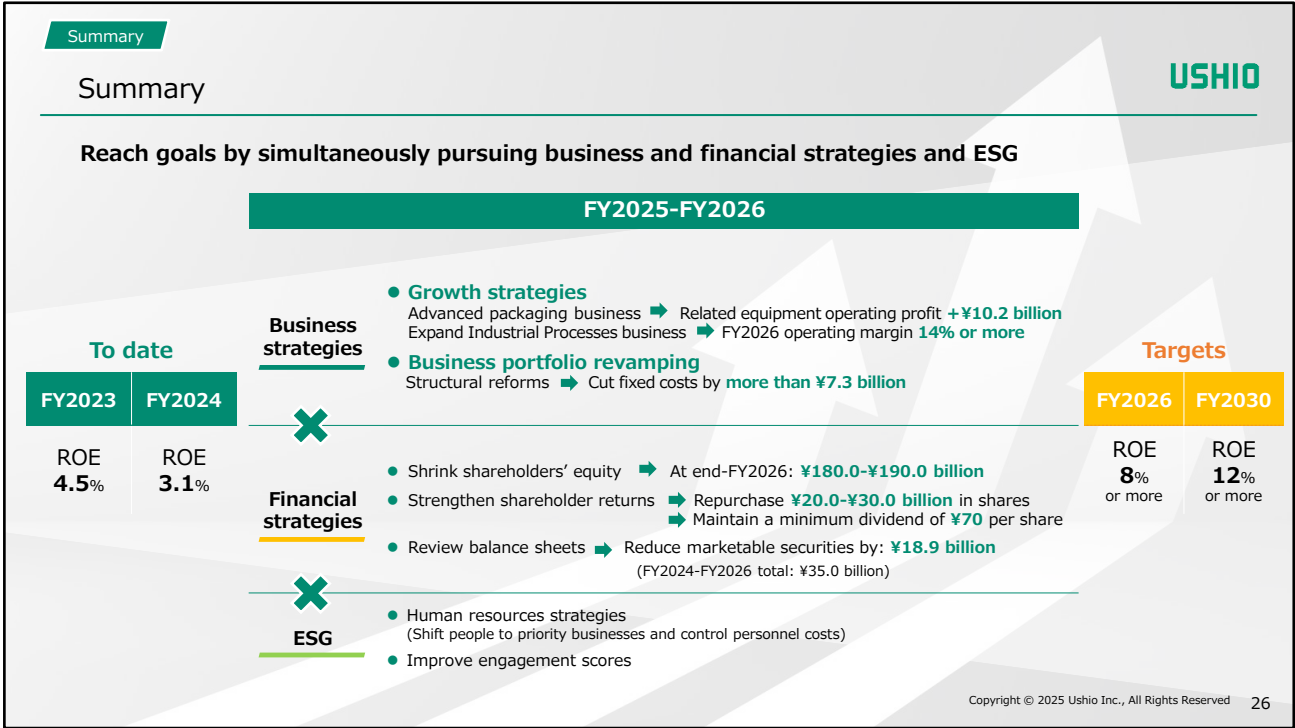 Summary
Summary
USHIO
Reach goals by simultaneously pursuing business and financial strategies and ESG
FY2025-FY2026
To date
FY2023 FY2024
ROE ROE
4.5% 3.1%
Business
strategies
● Growth strategies
Advanced packaging business ➡ Related equipment operating profit +¥10.2 billion
Expand Industrial Processes business ➡ FY2026 operating margin 14% or more
● Business portfolio revamping
Structural reforms ➡ Cut fixed costs by more than ¥7.3 billion
Financial
strategies
● Shrink shareholders’ equity ➡ At end-FY2026: ¥180.0-¥190.0 billion
● Strengthen shareholder returns ➡ Repurchase ¥20.0-¥30.0 billion in shares
➡ Maintain a minimum dividend of ¥70 per share
● Review balance sheets ➡ Reduce marketable securities by: ¥18.9 billion
(FY2024-FY2026 total: ¥35.0 billion)
ESG
● Human resources strategies
(Shift people to priority businesses and control personnel costs)
● Improve engagement scores
Targets
FY2026 FY2030
ROE ROE
8% 12%
or more or more
Copyright © 2025 Ushio Inc., All Rights Reserved 26